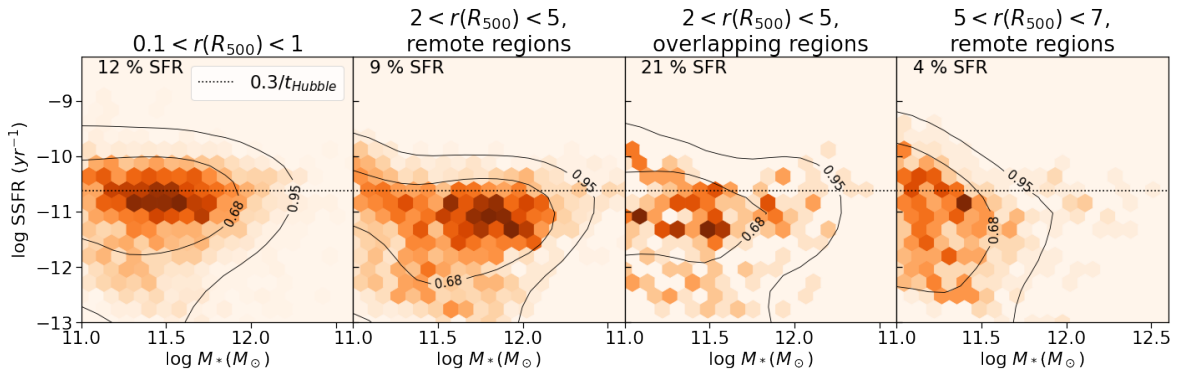 0.1 < r(R₅₀₀) < 1
2 < r(R₅₀₀) < 5,
remote regions
2 < r(R₅₀₀) < 5,
overlapping regions
5 < r(R₅₀₀) < 7,
remote regions
12 % SFR
0.3/t_Hubble
9 % SFR
21 % SFR
4 % SFR
log SSFR (yr⁻¹)
−9
−10
−11
−12
−13
0.68
0.95
0.68
0.95
0.68
0.95
0.68
0.95
11.0 11.5 12.0
11.0 11.5 12.0
11.0 11.5 12.0
11.0 11.5 12.0 12.5
log M∗(M⊙)
log M∗(M⊙)
log M∗(M⊙)
log M∗(M⊙)